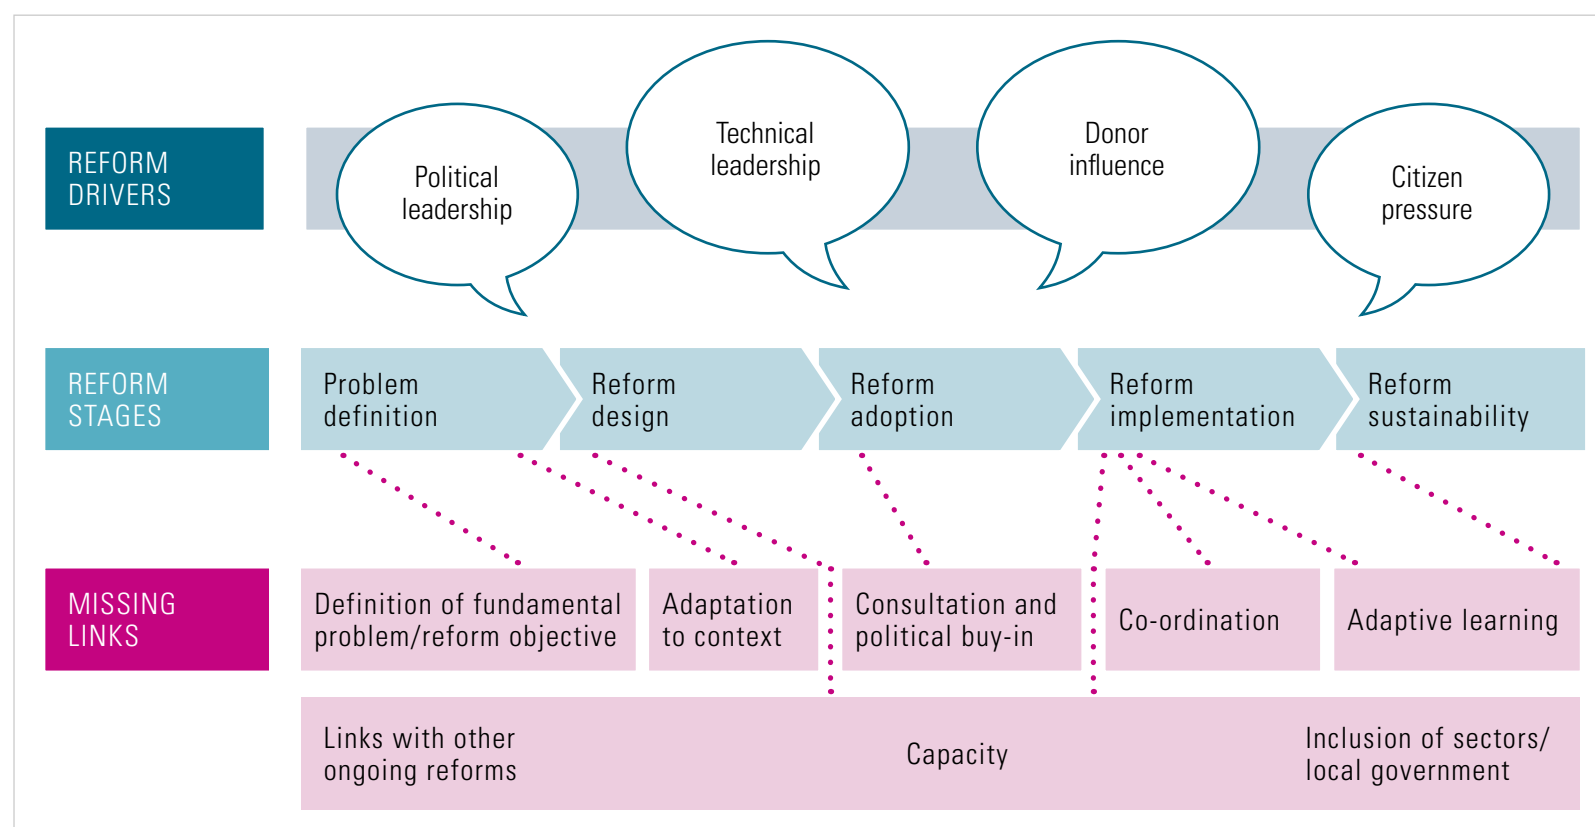 REFORM
DRIVERS
Political
leadership
Technical
leadership
Donor
influence
Citizen
pressure
REFORM
STAGES
Problem
definition
Reform
design
Reform
adoption
Reform
implementation
Reform
sustainability
MISSING
LINKS
Definition of fundamental
problem/reform objective
Adaptation
to context
Consultation and
political buy-in
Co-ordination
Adaptive learning
Links with other
ongoing reforms
Capacity
Inclusion of sectors/
local government